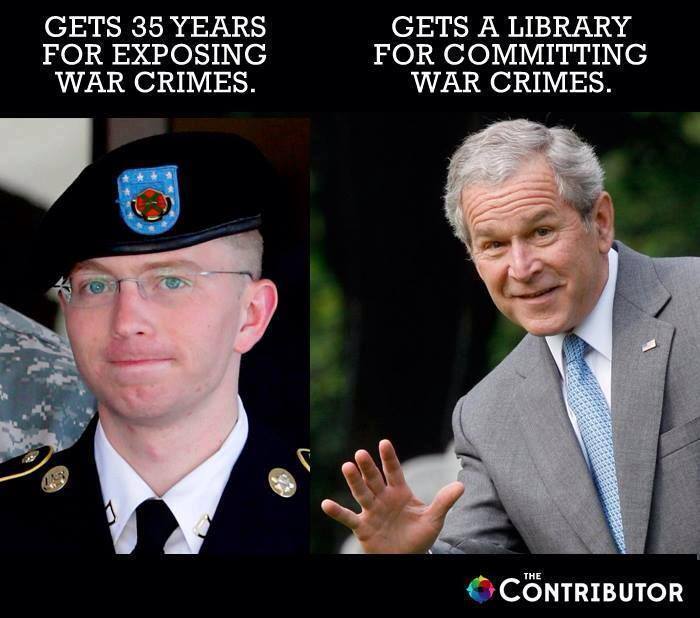 GETS 35 YEARS
FOR EXPOSING
WAR CRIMES.
GETS A LIBRARY
FOR COMMITTING
WAR CRIMES.
THE
CONTRIBUTOR